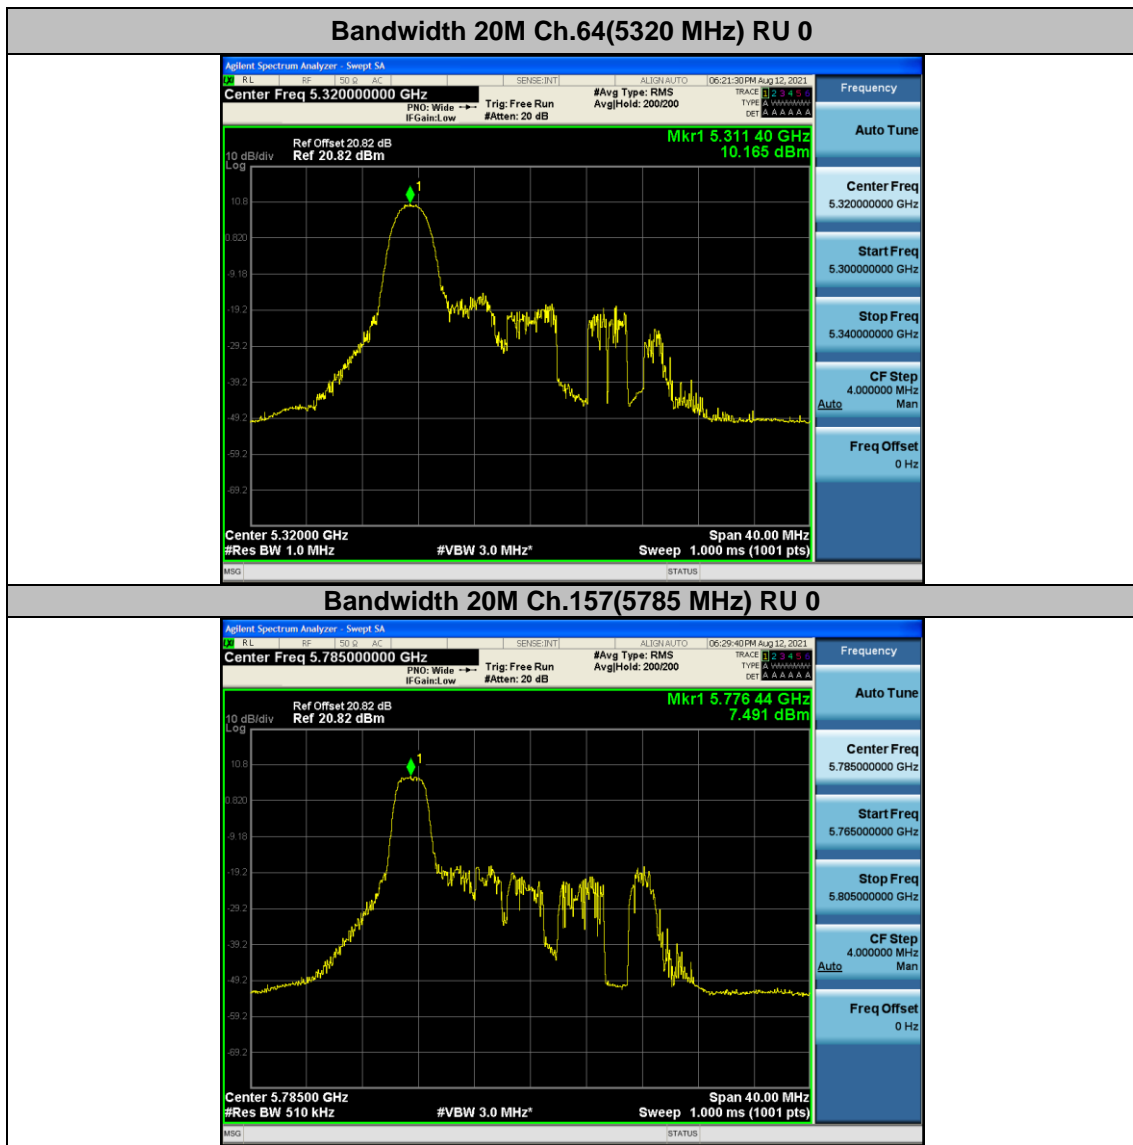 Bandwidth 20M Ch.64(5320 MHz) RU 0
Agilent Spectrum Analyzer - Swept SA
RL RF 50 Ω AC SENSE:INT ALIGN AUTO 06:21:30 PM Aug 12, 2021
Center Freq 5.320000000 GHz
PNO: Wide
IFGain:Low
Trig: Free Run
#Atten: 20 dB
#Avg Type: RMS
Avg|Hold: 200/200
TRACE 1 2 3 4 5 6
TYPE A WWWWW
DET A A A A A A
Frequency
Mkr1 5.311 40 GHz
10.165 dBm
Ref Offset 20.82 dB
10 dB/div Ref 20.82 dBm
Log
1
10.8
0.820
-9.18
-19.2
-29.2
-39.2
-49.2
-59.2
-69.2
Auto Tune
Center Freq
5.320000000 GHz
Start Freq
5.300000000 GHz
Stop Freq
5.340000000 GHz
CF Step
4.000000 MHz
Auto Man
Freq Offset
0 Hz
Center 5.32000 GHz Span 40.00 MHz
#Res BW 1.0 MHz #VBW 3.0 MHz* Sweep 1.000 ms (1001 pts)
MSG STATUS
Bandwidth 20M Ch.157(5785 MHz) RU 0
Agilent Spectrum Analyzer - Swept SA
RL RF 50 Ω AC SENSE:INT ALIGN AUTO 06:29:40 PM Aug 12, 2021
Center Freq 5.785000000 GHz
PNO: Wide
IFGain:Low
Trig: Free Run
#Atten: 20 dB
#Avg Type: RMS
Avg|Hold: 200/200
TRACE 1 2 3 4 5 6
TYPE A WWWWW
DET A A A A A A
Frequency
Mkr1 5.776 44 GHz
7.491 dBm
Ref Offset 20.82 dB
10 dB/div Ref 20.82 dBm
Log
1
10.8
0.820
-9.18
-19.2
-29.2
-39.2
-49.2
-59.2
-69.2
Auto Tune
Center Freq
5.785000000 GHz
Start Freq
5.765000000 GHz
Stop Freq
5.805000000 GHz
CF Step
4.000000 MHz
Auto Man
Freq Offset
0 Hz
Center 5.78500 GHz Span 40.00 MHz
#Res BW 510 kHz #VBW 3.0 MHz* Sweep 1.000 ms (1001 pts)
MSG STATUS